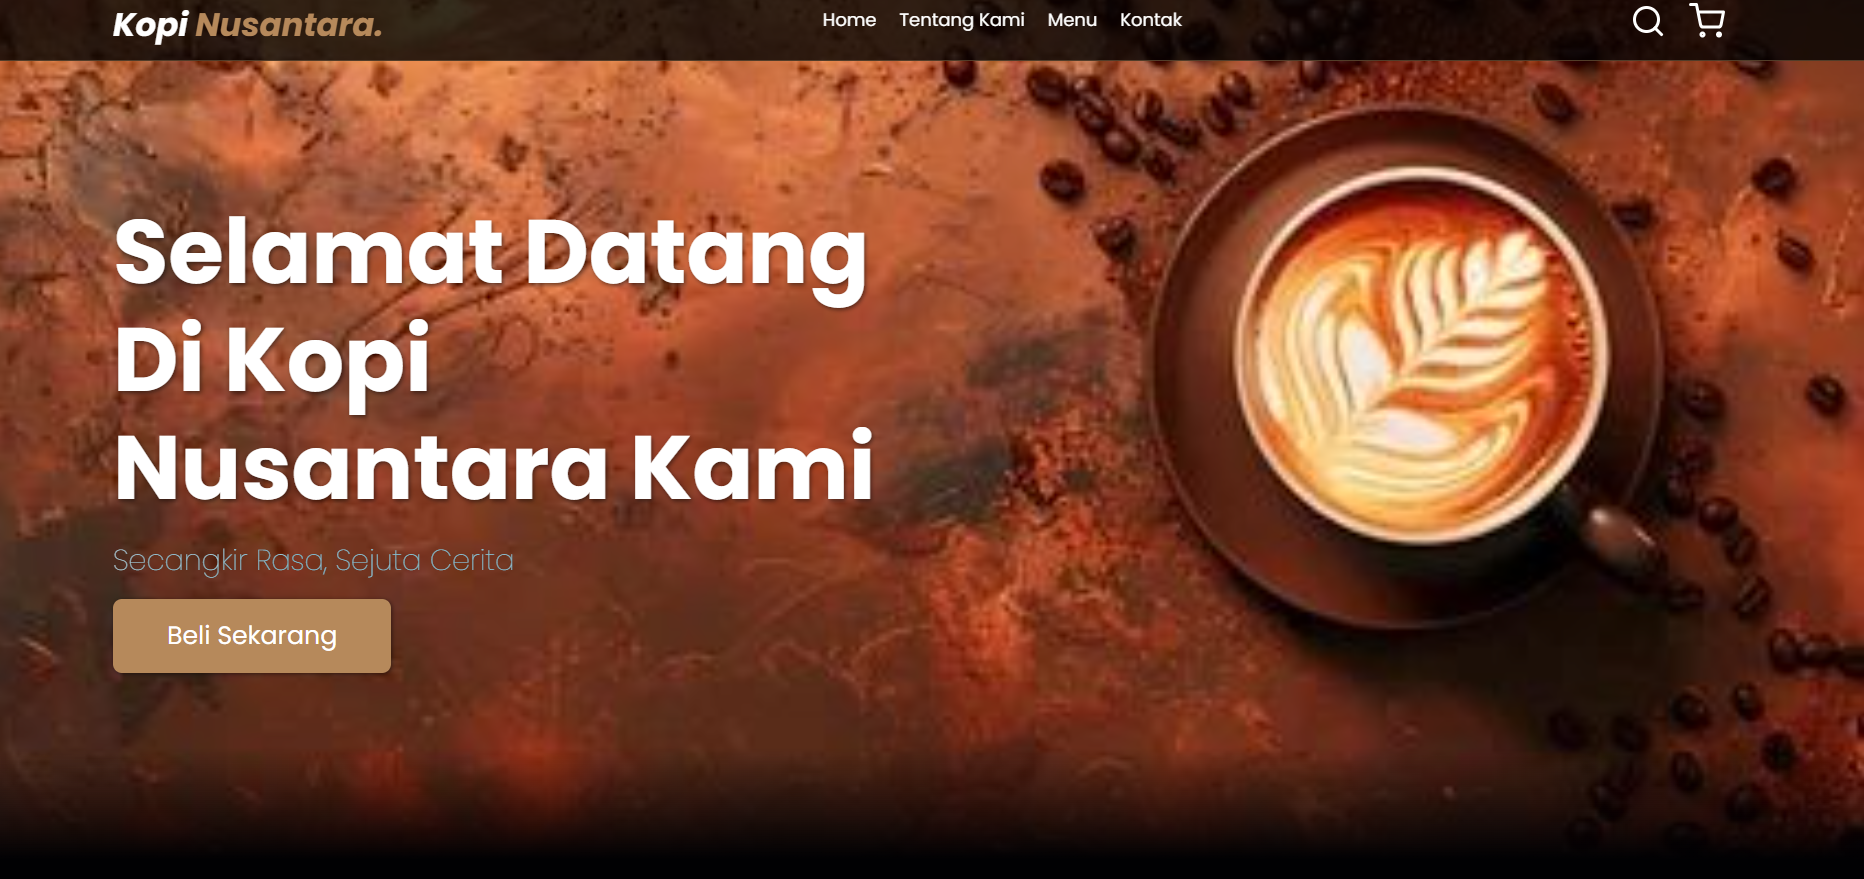 Kopi Nusantara.
Home Tentang Kami Menu Kontak
Selamat Datang
Di Kopi
Nusantara Kami
Secangkir Rasa, Sejuta Cerita
Beli Sekarang